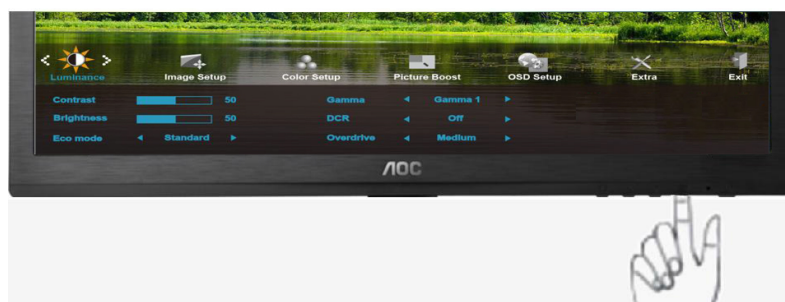 Luminance Image Setup Color Setup Picture Boost OSD Setup Extra Exit
Contrast 50 Gamma Gamma 1
Brightness 50 DCR Off
Eco mode Standard Overdrive Medium
AOC